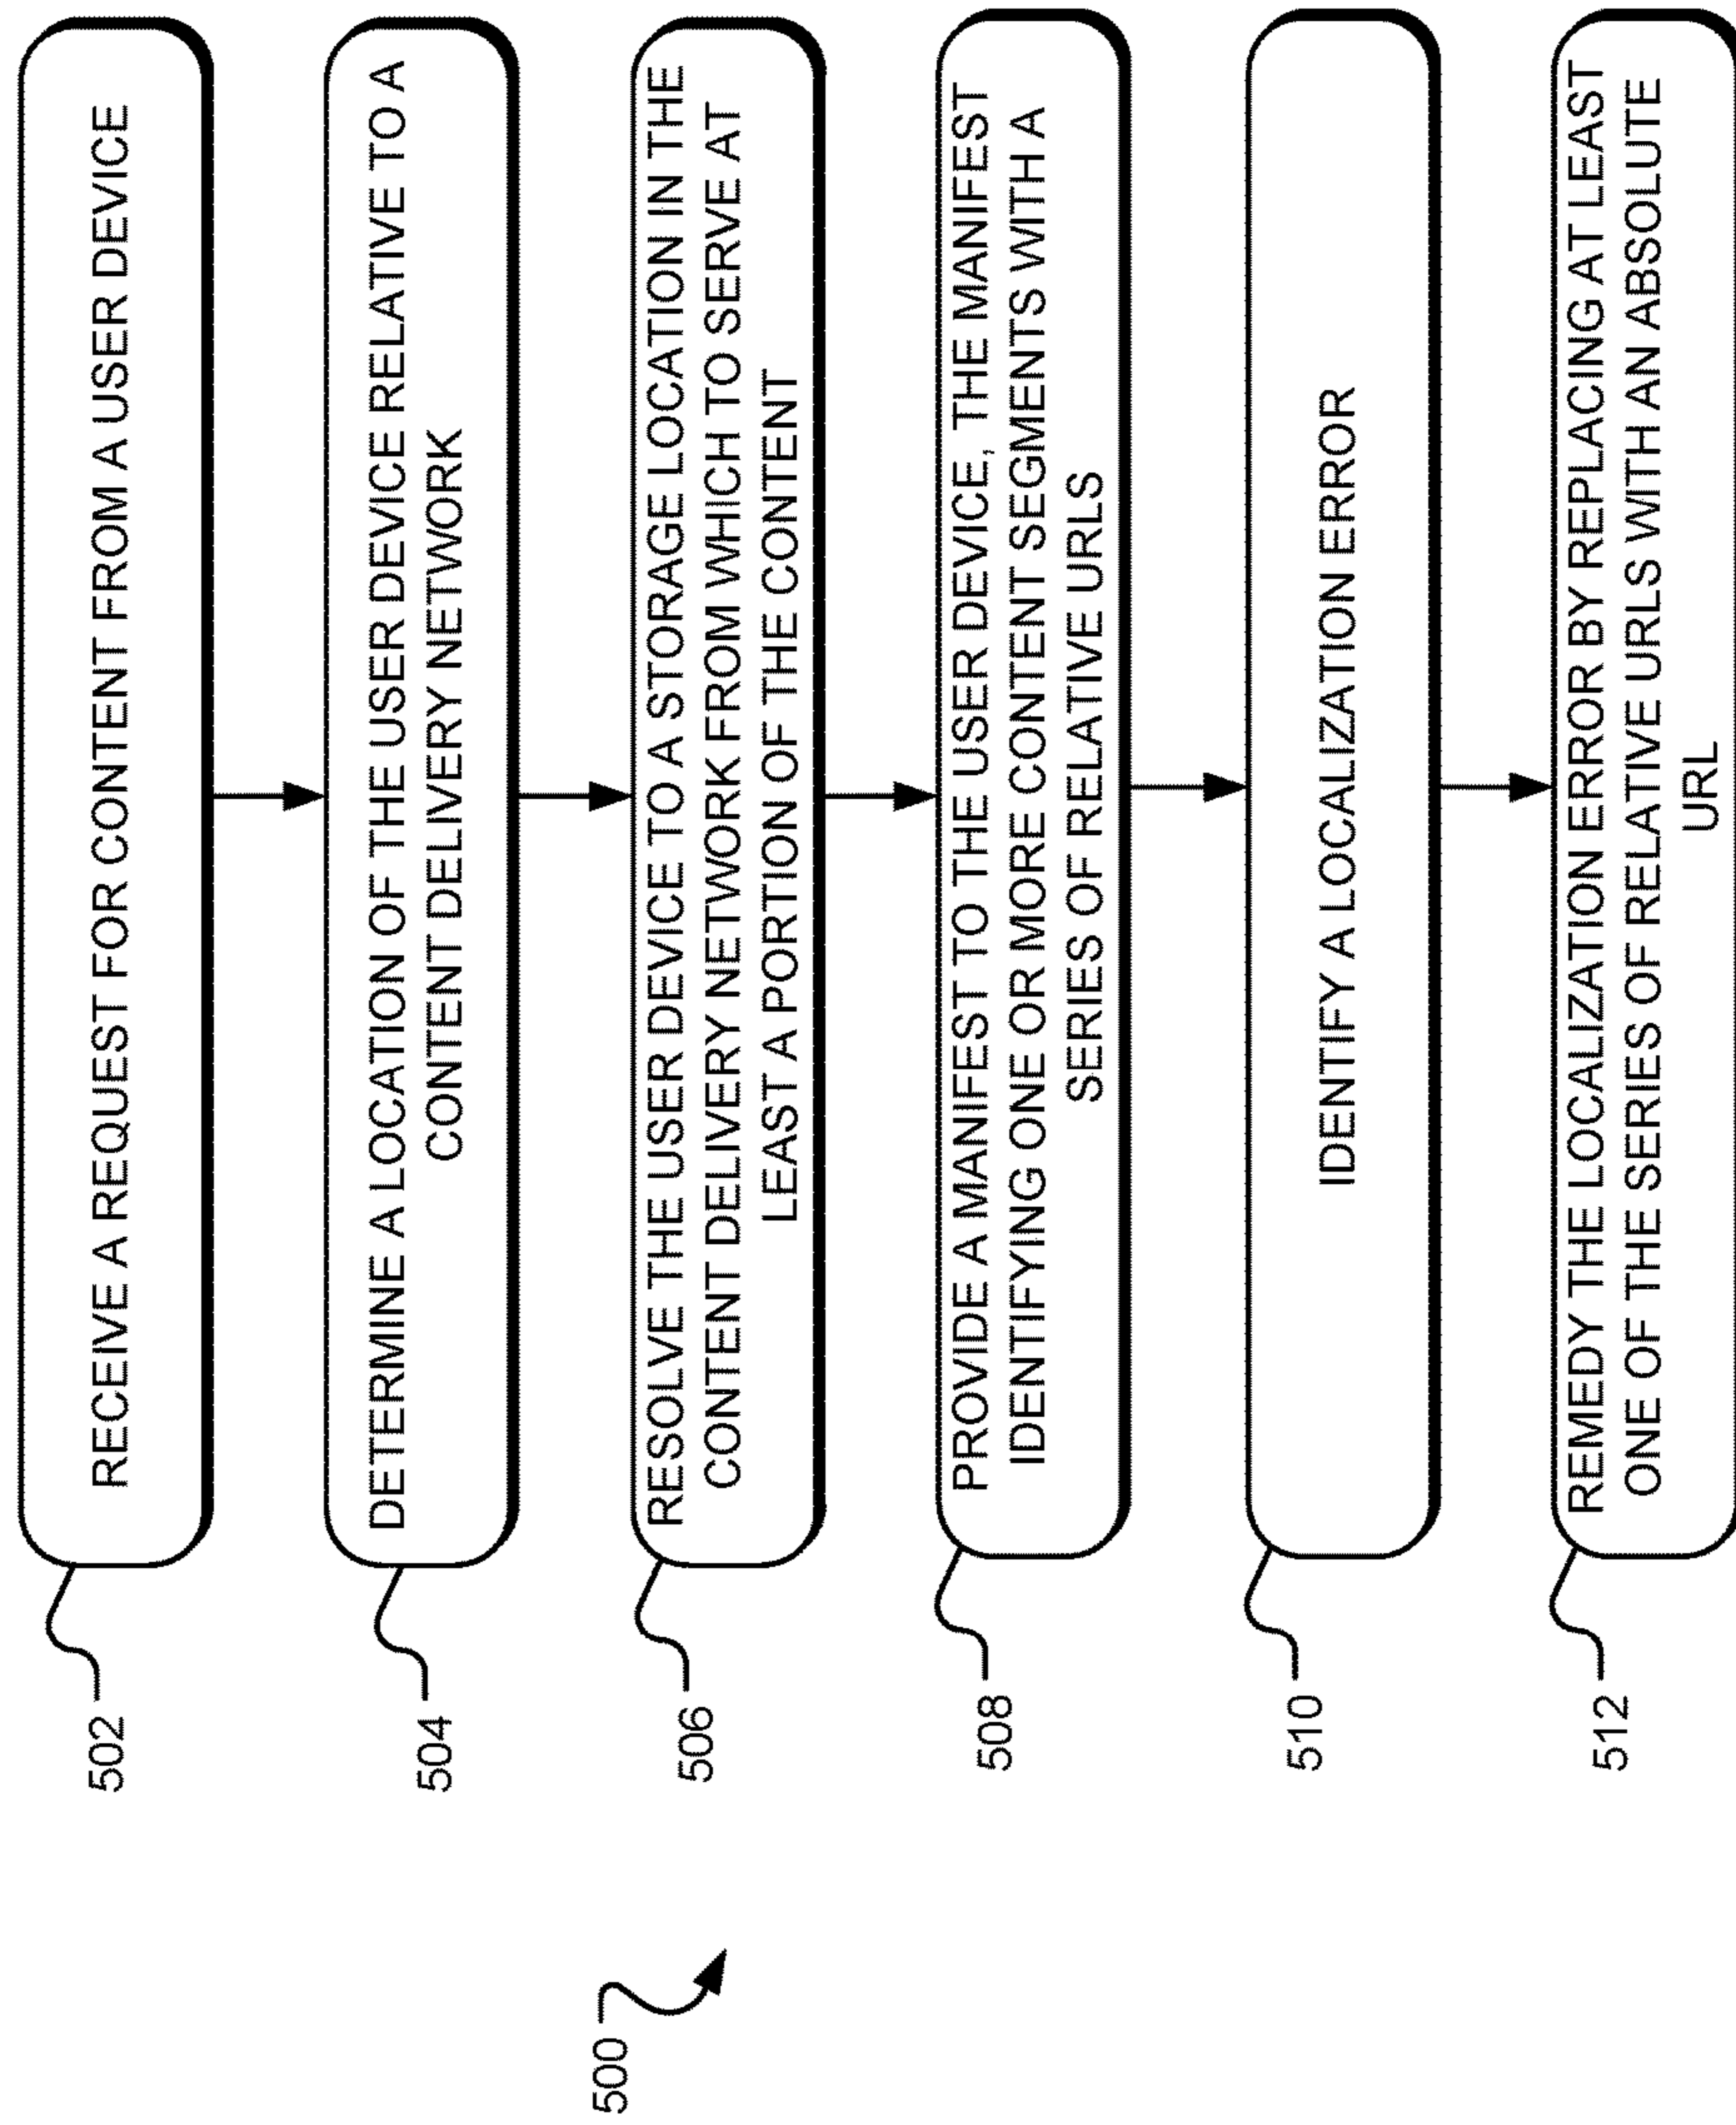 500
502
RECEIVE A REQUEST FOR CONTENT FROM A USER DEVICE
504
DETERMINE A LOCATION OF THE USER DEVICE RELATIVE TO A
CONTENT DELIVERY NETWORK
506
RESOLVE THE USER DEVICE TO A STORAGE LOCATION IN THE
CONTENT DELIVERY NETWORK FROM WHICH TO SERVE AT
LEAST A PORTION OF THE CONTENT
508
PROVIDE A MANIFEST TO THE USER DEVICE, THE MANIFEST
IDENTIFYING ONE OR MORE CONTENT SEGMENTS WITH A
SERIES OF RELATIVE URLS
510
IDENTIFY A LOCALIZATION ERROR
512
REMEDY THE LOCALIZATION ERROR BY REPLACING AT LEAST
ONE OF THE SERIES OF RELATIVE URLS WITH AN ABSOLUTE
URL